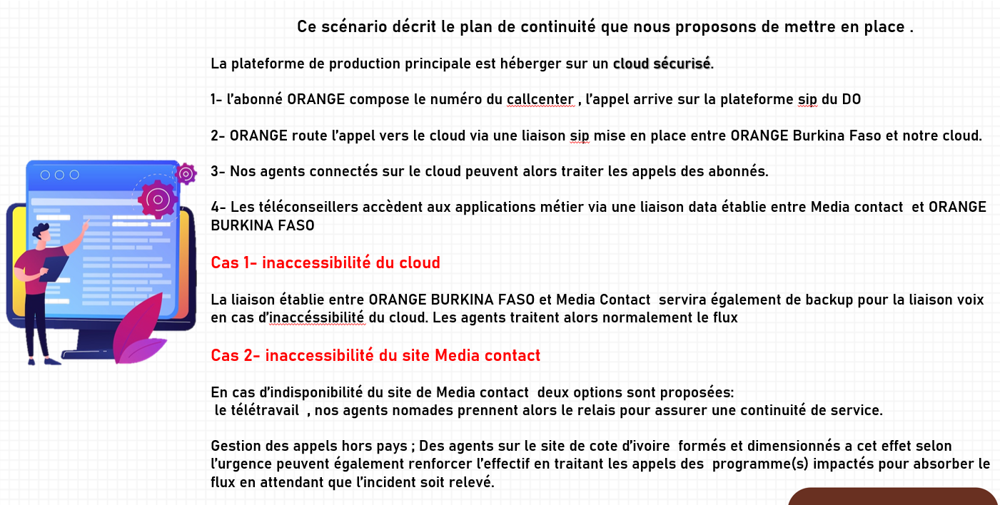 Ce scénario décrit le plan de continuité que nous proposons de mettre en place .
La plateforme de production principale est héberger sur un cloud sécurisé.
1- l’abonné ORANGE compose le numéro du callcenter , l’appel arrive sur la plateforme sip du DO
2- ORANGE route l’appel vers le cloud via une liaison sip mise en place entre ORANGE Burkina Faso et notre cloud.
3- Nos agents connectés sur le cloud peuvent alors traiter les appels des abonnés.
4- Les téléconseillers accèdent aux applications métier via une liaison data établie entre Media contact et ORANGE
BURKINA FASO
Cas 1- inaccessibilité du cloud
La liaison établie entre ORANGE BURKINA FASO et Media Contact servira également de backup pour la liaison voix
en cas d’inaccéssibilité du cloud. Les agents traitent alors normalement le flux
Cas 2- inaccessibilité du site Media contact
En cas d’indisponibilité du site de Media contact deux options sont proposées:
le télétravail , nos agents nomades prennent alors le relais pour assurer une continuité de service.
Gestion des appels hors pays ; Des agents sur le site de cote d’ivoire formés et dimensionnés a cet effet selon
l’urgence peuvent également renforcer l’effectif en traitant les appels des programme(s) impactés pour absorber le
flux en attendant que l’incident soit relevé.